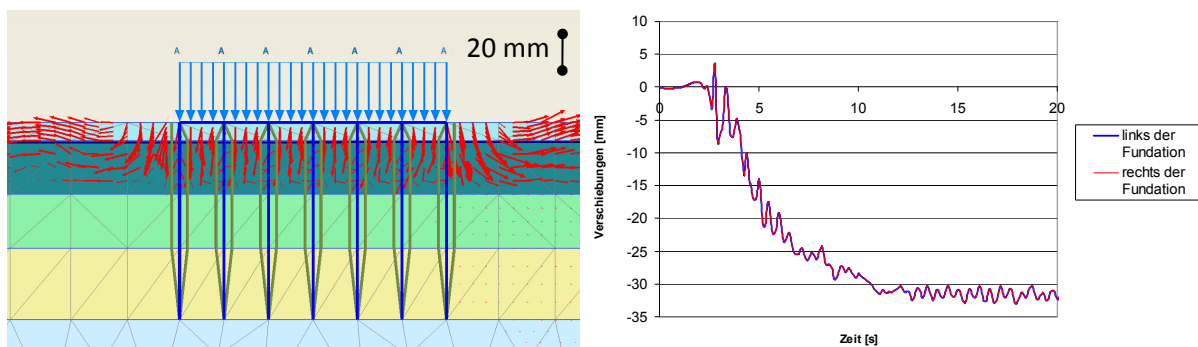 A A A A A A A
20 mm
10
5
0
-5
-10
-15
-20
-25
-30
-35
0 5 10 15 20
Verschiebungen [mm]
Zeit [s]
links der
Fundation
rechts der
Fundation